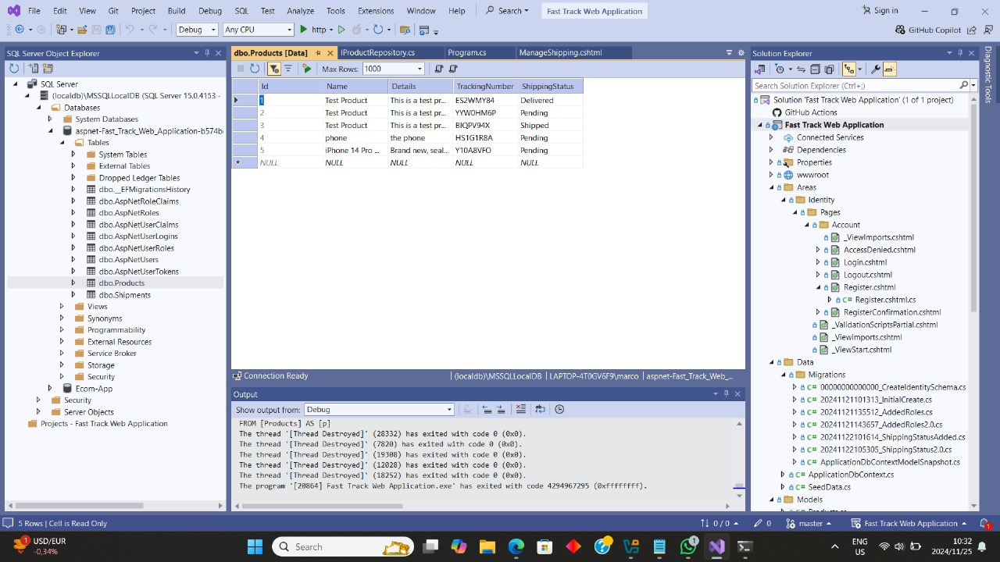 File Edit View Git Project Build Debug SQL Test Analyze Tools Extensions Window Help Search Fast Track Web Application Sign in
Debug Any CPU http GitHub Copilot
SQL Server Object Explorer
SQL Server
(localdb)\MSSQLLocalDB (SQL Server 15.0.4153 -
Databases
System Databases
aspnet-Fast_Track_Web_Application-b574b
Tables
System Tables
External Tables
Dropped Ledger Tables
dbo.__EFMigrationsHistory
dbo.AspNetRoleClaims
dbo.AspNetRoles
dbo.AspNetUserClaims
dbo.AspNetUserLogins
dbo.AspNetUserRoles
dbo.AspNetUsers
dbo.AspNetUserTokens
dbo.Products
dbo.Shipments
Views
Synonyms
Programmability
External Resources
Service Broker
Storage
Security
Ecom-App
Security
Server Objects
Projects - Fast Track Web Application
dbo.Products [Data] IProductRepository.cs Program.cs ManageShipping.cshtml
Max Rows: 1000
Id Name Details TrackingNumber ShippingStatus
1 Test Product This is a test pr... ES2WMY84 Delivered
2 Test Product This is a test pr... YYW0HM6P Pending
3 Test Product This is a test pr... BIQPV94X Shipped
4 phone the phone HS1G1R8A Pending
5 iPhone 14 Pro ... Brand new, seal... Y10A8VFO Pending
NULL NULL NULL NULL NULL
Connection Ready (localdb)\MSSQLLocalDB LAPTOP-4T0GV6F9\marco aspnet-Fast_Track_Web_...
Output
Show output from: Debug
FROM [Products] AS [p]
The thread '[Thread Destroyed]' (28332) has exited with code 0 (0x0).
The thread '[Thread Destroyed]' (7820) has exited with code 0 (0x0).
The thread '[Thread Destroyed]' (19308) has exited with code 0 (0x0).
The thread '[Thread Destroyed]' (12028) has exited with code 0 (0x0).
The thread '[Thread Destroyed]' (18252) has exited with code 0 (0x0).
The program '[20864] Fast Track Web Application.exe' has exited with code 4294967295 (0xffffffff).
Solution Explorer
Search Solution Explorer (Ctrl+;)
Solution 'Fast Track Web Application' (1 of 1 project)
GitHub Actions
Fast Track Web Application
Connected Services
Dependencies
Properties
wwwroot
Areas
Identity
Pages
Account
_ViewImports.cshtml
AccessDenied.cshtml
Login.cshtml
Logout.cshtml
Register.cshtml
C# Register.cshtml.cs
RegisterConfirmation.cshtml
_ValidationScriptsPartial.cshtml
_ViewImports.cshtml
_ViewStart.cshtml
Data
Migrations
C# 00000000000000_CreateIdentitySchema.cs
C# 20241121101313_InitialCreate.cs
C# 20241121135512_AddedRoles.cs
C# 20241121143657_AddedRoles2.0.cs
C# 20241122101614_ShippingStatusAdded.cs
C# 20241122105305_ShippingStatus2.0.cs
C# ApplicationDbContextModelSnapshot.cs
C# ApplicationDbContext.cs
C# SeedData.cs
Models
Diagnostic Tools
5 Rows | Cell is Read Only 0 / 0 0 master Fast Track Web Application 1
1 USD/EUR
-0,34%
Search
1
ENG
US
10:32
2024/11/25